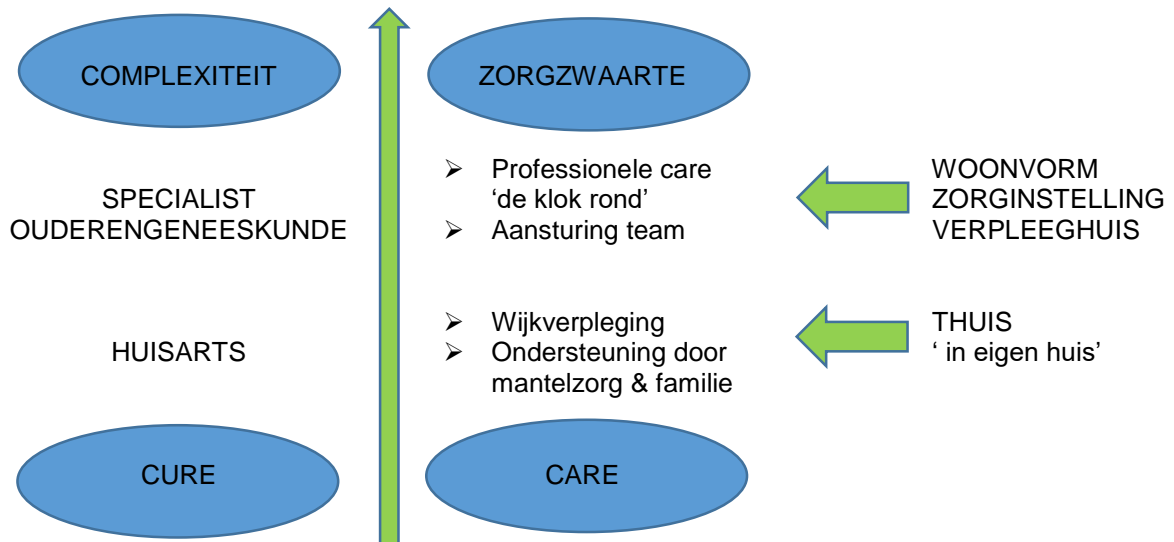 COMPLEXITEIT
ZORGZWAARTE
SPECIALIST
OUDERENGENEESKUNDE
➢ Professionele care
‘de klok rond’
➢ Aansturing team
WOONVORM
ZORGINSTELLING
VERPLEEGHUIS
HUISARTS
➢ Wijkverpleging
➢ Ondersteuning door
mantelzorg & familie
THUIS
‘ in eigen huis’
CURE
CARE